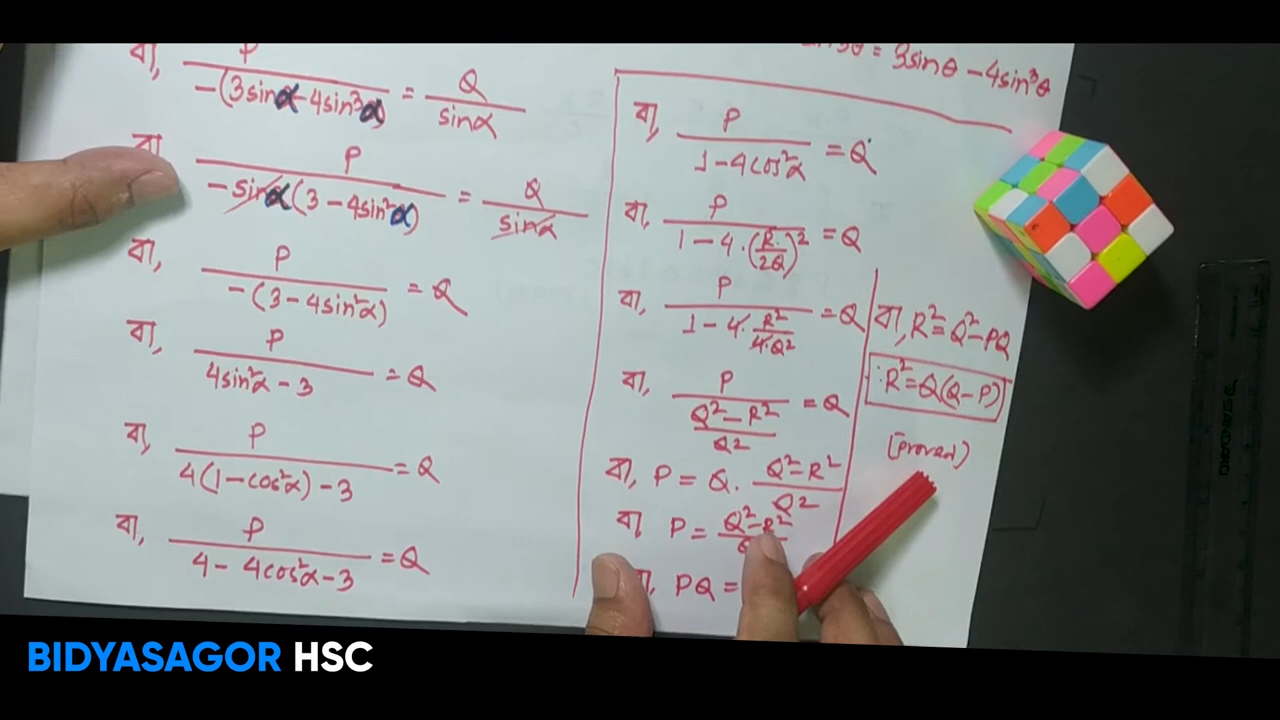 বা, P / -(3sinα-4sin³α) = Q / sinα
বা, P / -sinα(3-4sin²α) = Q / sinα
বা, P / -(3-4sin²α) = Q
বা, P / 4sin²α-3 = Q
বা, P / 4(1-cos²α)-3 = Q
বা, P / 4-4cos²α-3 = Q
3θ = 3sinθ-4sin³θ
বা, P / 1-4cos²α = Q
বা, P / 1-4·(R/2Q)² = Q
বা, P / 1-4·R²/4·Q² = Q
বা, P / (Q²-R²/Q²) = Q
বা, P = Q· Q²-R² / Q²
বা, P = Q²-R²
PQ =
বা, R² = Q²-PQ
∴ R² = Q(Q-P)
[proved)
BIDYASAGOR HSC